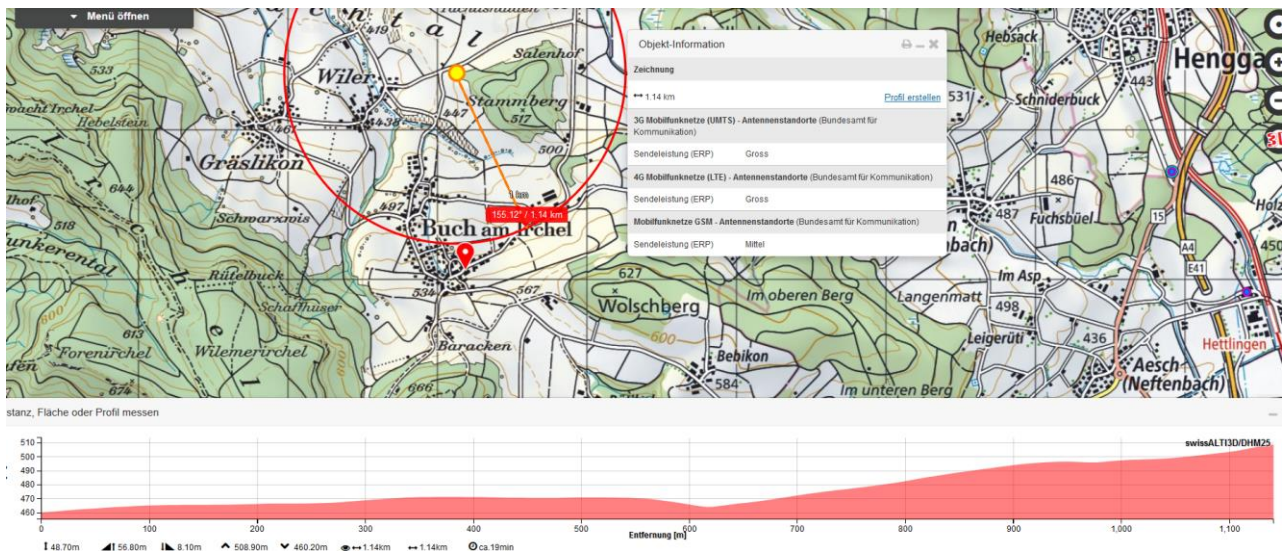 Menü öffnen
419
Salenhof
533
Wiler
Stammberg
517
447
438
467
Hebelstein
500
Gräslikon
644
497
1 km
155.12° / 1.14 km
518
Schwarzwis
Buch am Irchel
Rütelbuck
Schaffhuser
534
567
627
Wolschberg
600
600
613
Forenirchel
Wilemerirchel
Baracken
674
666
Bebikon
584
Im oberen Berg
Im unteren Berg
Langenmatt
Hebsack
443
Hengga
531
Schniderbuck
486
487
Fuchsbüel
15
A4
E41
Im Asp
498
Leigerüti
436
Hettlingen
Aesch
(Neftenbach)
Objekt-Information
Zeichnung
1.14 km Profil erstellen
3G Mobilfunknetze (UMTS) - Antennenstandorte (Bundesamt für
Kommunikation)
Sendeleistung (ERP) Gross
4G Mobilfunknetze (LTE) - Antennenstandorte (Bundesamt für Kommunikation)
Sendeleistung (ERP) Gross
Mobilfunknetze GSM - Antennenstandorte (Bundesamt für Kommunikation)
Sendeleistung (ERP) Mittel
stanz, Fläche oder Profil messen
swissALTI3D/DHM25
510
500
490
480
470
460
0 100 200 300 400 500 600 700 800 900 1,000 1,100
Entfernung [m]
48.70m 56.80m 8.10m 508.90m 460.20m 1.14km 1.14km ca.19min